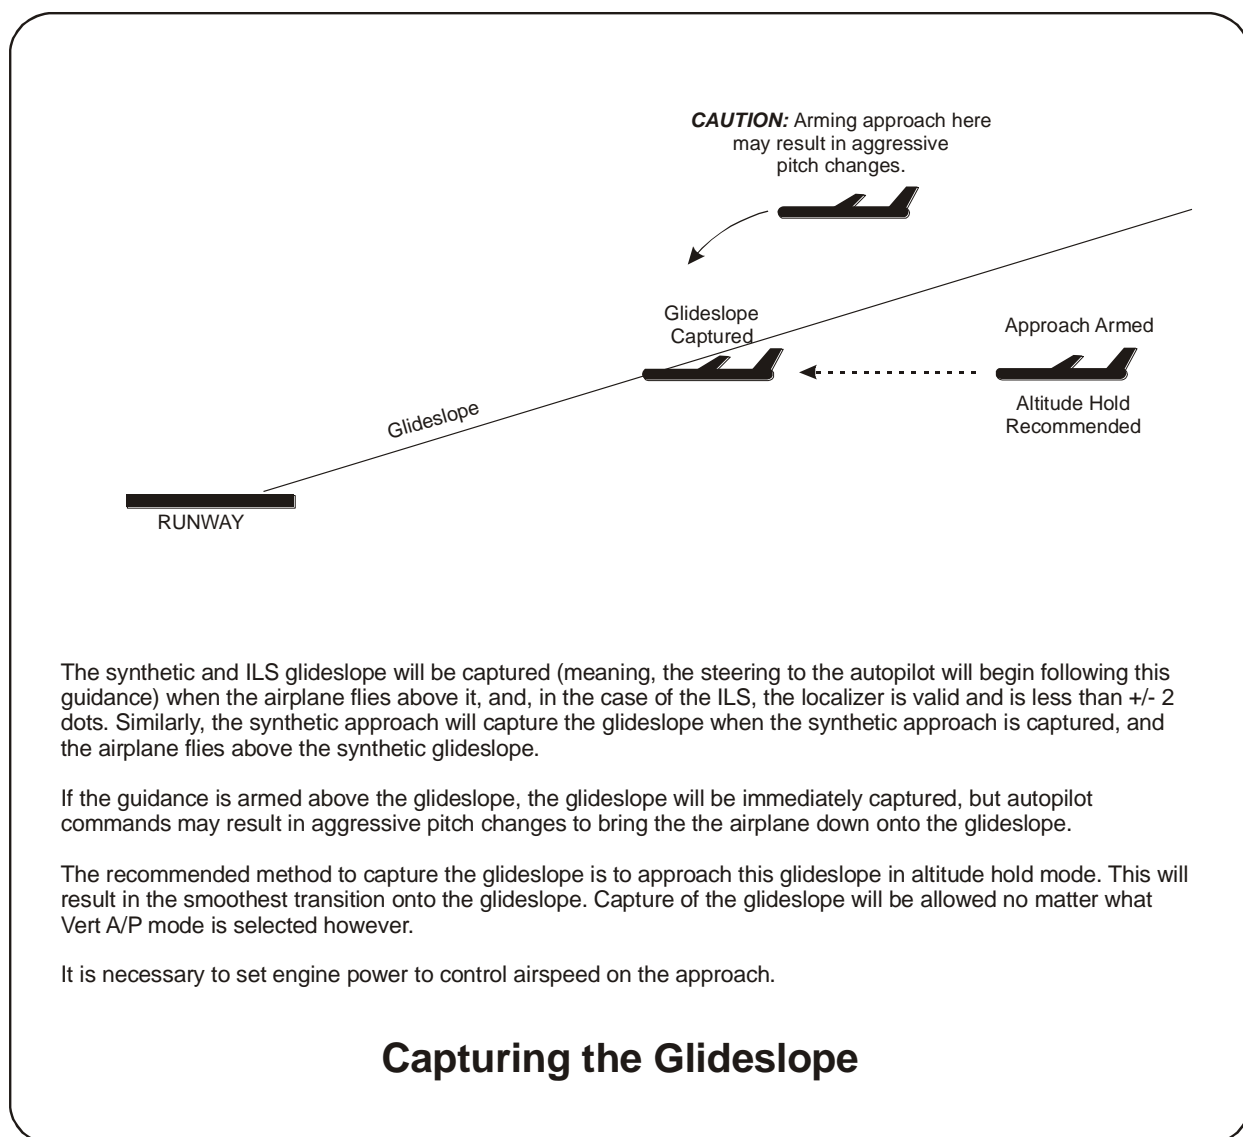 CAUTION: Arming approach here
may result in aggressive
pitch changes.
Glideslope
Captured
Approach Armed
Altitude Hold
Recommended
Glideslope
RUNWAY
The synthetic and ILS glideslope will be captured (meaning, the steering to the autopilot will begin following this
guidance) when the airplane flies above it, and, in the case of the ILS, the localizer is valid and is less than +/- 2
dots. Similarly, the synthetic approach will capture the glideslope when the synthetic approach is captured, and
the airplane flies above the synthetic glideslope.
If the guidance is armed above the glideslope, the glideslope will be immediately captured, but autopilot
commands may result in aggressive pitch changes to bring the the airplane down onto the glideslope.
The recommended method to capture the glideslope is to approach this glideslope in altitude hold mode. This will
result in the smoothest transition onto the glideslope. Capture of the glideslope will be allowed no matter what
Vert A/P mode is selected however.
It is necessary to set engine power to control airspeed on the approach.
Capturing the Glideslope